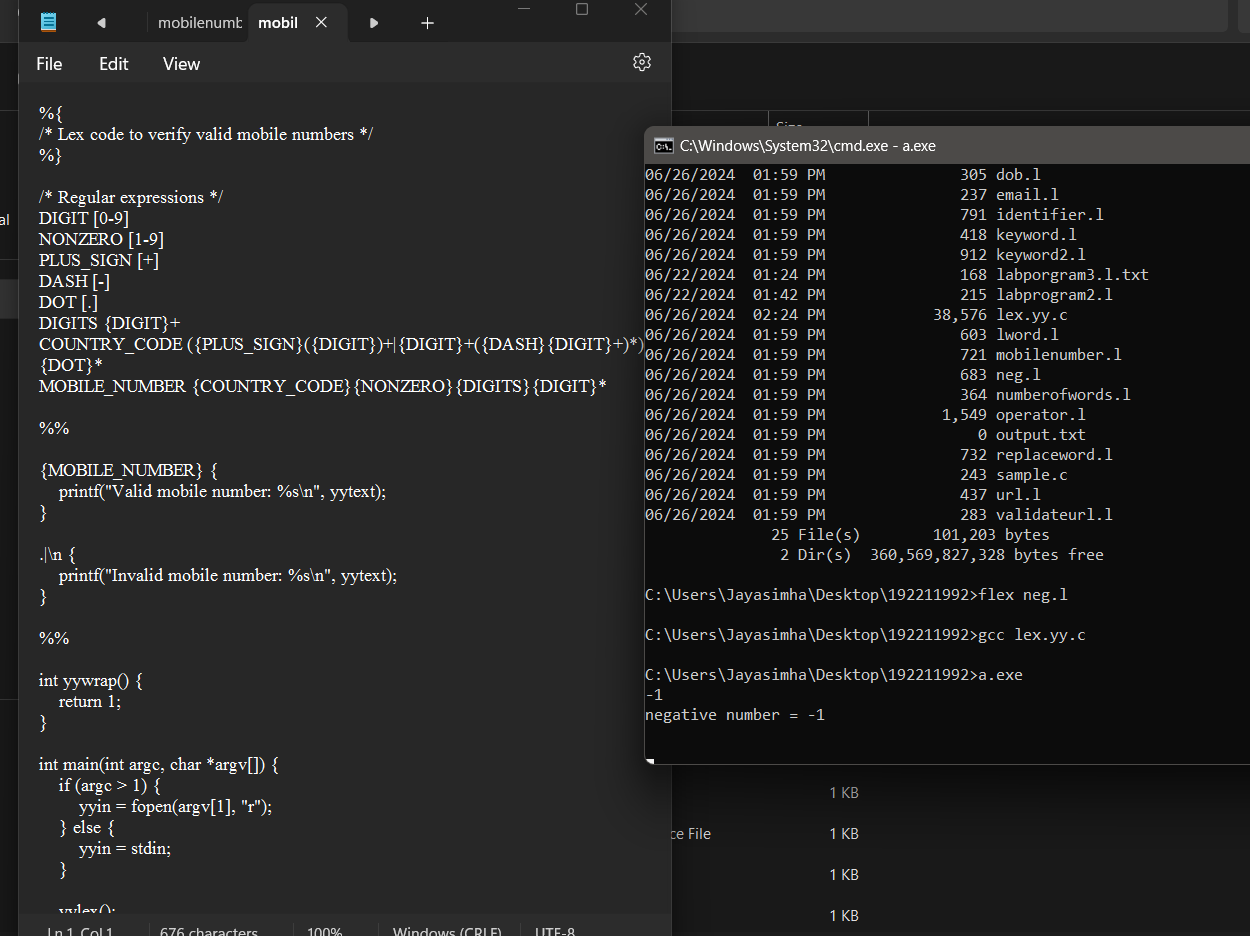 mobilenumb
mobil
File
Edit
View
%{
/* Lex code to verify valid mobile numbers */
%}
/* Regular expressions */
DIGIT [0-9]
NONZERO [1-9]
PLUS_SIGN [+]
DASH [-]
DOT [.]
DIGITS {DIGIT}+
COUNTRY_CODE ({PLUS_SIGN}({DIGIT})+|{DIGIT}+({DASH}{DIGIT}+)*)
{DOT}*
MOBILE_NUMBER {COUNTRY_CODE}{NONZERO}{DIGITS}{DIGIT}*
%%
{MOBILE_NUMBER} {
printf("Valid mobile number: %s\n", yytext);
}
.|\n {
printf("Invalid mobile number: %s\n", yytext);
}
%%
int yywrap() {
return 1;
}
int main(int argc, char *argv[]) {
if (argc > 1) {
yyin = fopen(argv[1], "r");
} else {
yyin = stdin;
}
yylex();
Ln 1, Col 1
676 characters
100%
Windows (CRLF)
UTF-8
al
Size
C:\Windows\System32\cmd.exe - a.exe
06/26/2024 01:59 PM 305 dob.l
06/26/2024 01:59 PM 237 email.l
06/26/2024 01:59 PM 791 identifier.l
06/26/2024 01:59 PM 418 keyword.l
06/26/2024 01:59 PM 912 keyword2.l
06/22/2024 01:24 PM 168 labporgram3.l.txt
06/22/2024 01:42 PM 215 labprogram2.l
06/26/2024 02:24 PM 38,576 lex.yy.c
06/26/2024 01:59 PM 603 lword.l
06/26/2024 01:59 PM 721 mobilenumber.l
06/26/2024 01:59 PM 683 neg.l
06/26/2024 01:59 PM 364 numberofwords.l
06/26/2024 01:59 PM 1,549 operator.l
06/26/2024 01:59 PM 0 output.txt
06/26/2024 01:59 PM 732 replaceword.l
06/26/2024 01:59 PM 243 sample.c
06/26/2024 01:59 PM 437 url.l
06/26/2024 01:59 PM 283 validateurl.l
25 File(s) 101,203 bytes
2 Dir(s) 360,569,827,328 bytes free
C:\Users\Jayasimha\Desktop\192211992>flex neg.l
C:\Users\Jayasimha\Desktop\192211992>gcc lex.yy.c
C:\Users\Jayasimha\Desktop\192211992>a.exe
-1
negative number = -1
1 KB
ce File 1 KB
1 KB
1 KB